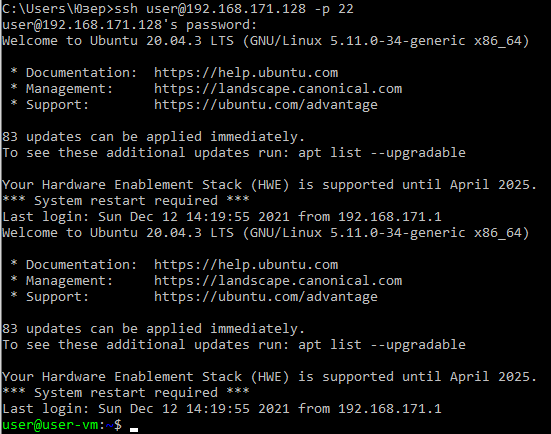 C:\Users\Юзер>ssh user@192.168.171.128 -p 22
user@192.168.171.128's password:
Welcome to Ubuntu 20.04.3 LTS (GNU/Linux 5.11.0-34-generic x86_64)
* Documentation:  https://help.ubuntu.com
* Management:     https://landscape.canonical.com
* Support:        https://ubuntu.com/advantage
83 updates can be applied immediately.
To see these additional updates run: apt list --upgradable
Your Hardware Enablement Stack (HWE) is supported until April 2025.
*** System restart required ***
Last login: Sun Dec 12 14:19:55 2021 from 192.168.171.1
Welcome to Ubuntu 20.04.3 LTS (GNU/Linux 5.11.0-34-generic x86_64)
* Documentation:  https://help.ubuntu.com
* Management:     https://landscape.canonical.com
* Support:        https://ubuntu.com/advantage
83 updates can be applied immediately.
To see these additional updates run: apt list --upgradable
Your Hardware Enablement Stack (HWE) is supported until April 2025.
*** System restart required ***
Last login: Sun Dec 12 14:19:55 2021 from 192.168.171.1
user@user-vm:~$